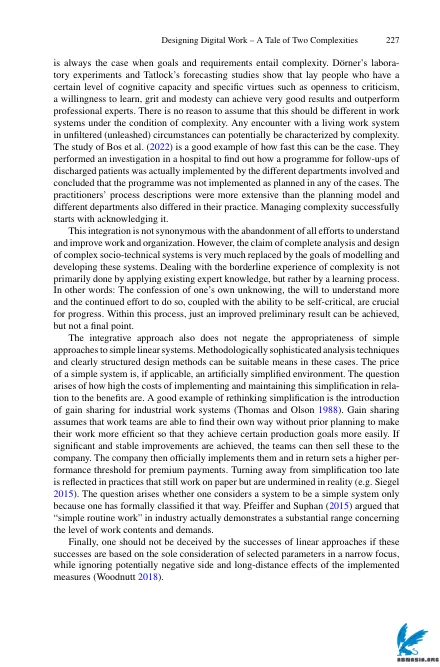 Designing Digital Work – A Tale of Two Complexities 227
is always the case when goals and requirements entail complexity. Dörner's labora-
tory experiments and Tatlock's forecasting studies show that lay people who have a
certain level of cognitive capacity and specific virtues such as openness to criticism,
a willingness to learn, grit and modesty can achieve very good results and outperform
professional experts. There is no reason to assume that this should be different in work
systems under the condition of complexity. Any encounter with a living work system
in unfiltered (unleashed) circumstances can potentially be characterized by complexity.
The study of Bos et al. (2022) is a good example of how fast this can be the case. They
performed an investigation in a hospital to find out how a programme for follow-ups of
discharged patients was actually implemented by the different departments involved and
concluded that the programme was not implemented as planned in any of the cases. The
practitioners' process descriptions were more extensive than the planning model and
different departments also differed in their practice. Managing complexity successfully
starts with acknowledging it.
This integration is not synonymous with the abandonment of all efforts to understand
and improve work and organization. However, the claim of complete analysis and design
of complex socio-technical systems is very much replaced by the goals of modelling and
developing these systems. Dealing with the borderline experience of complexity is not
primarily done by applying existing expert knowledge, but rather by a learning process.
In other words: The confession of one's own unknowing, the will to understand more
and the continued effort to do so, coupled with the ability to be self-critical, are crucial
for progress. Within this process, just an improved preliminary result can be achieved,
but not a final point.
The integrative approach also does not negate the appropriateness of simple
approaches to simple linear systems. Methodologically sophisticated analysis techniques
and clearly structured design methods can be suitable means in these cases. The price
of a simple system is, if applicable, an artificially simplified environment. The question
arises of how high the costs of implementing and maintaining this simplification in rela-
tion to the benefits are. A good example of rethinking simplification is the introduction
of gain sharing for industrial work systems (Thomas and Olson 1988). Gain sharing
assumes that work teams are able to find their own way without prior planning to make
their work more efficient so that they achieve certain production goals more easily. If
significant and stable improvements are achieved, the teams can then sell these to the
company. The company then officially implements them and in return sets a higher per-
formance threshold for premium payments. Turning away from simplification too late
is reflected in practices that still work on paper but are undermined in reality (e.g. Siegel
2015). The question arises whether one considers a system to be a simple system only
because one has formally classified it that way. Pfeiffer and Suphan (2015) argued that
“simple routine work” in industry actually demonstrates a substantial range concerning
the level of work contents and demands.
Finally, one should not be deceived by the successes of linear approaches if these
successes are based on the sole consideration of selected parameters in a narrow focus,
while ignoring potentially negative side and long-distance effects of the implemented
measures (Woodnutt 2018).